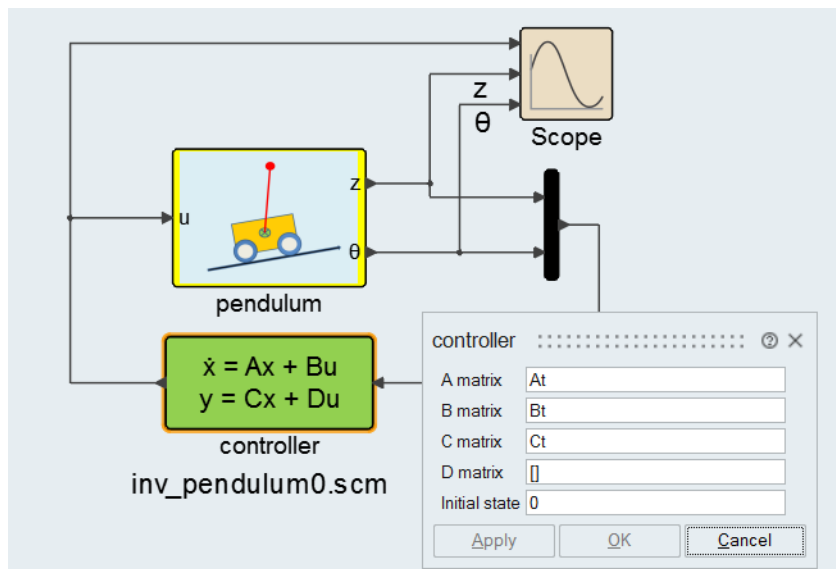 z
θ
Scope
z
u
θ
pendulum
ẋ = Ax + Bu
y = Cx + Du
controller
inv_pendulum0.scm
controller
A matrix At
B matrix Bt
C matrix Ct
D matrix []
Initial state 0
Apply OK Cancel